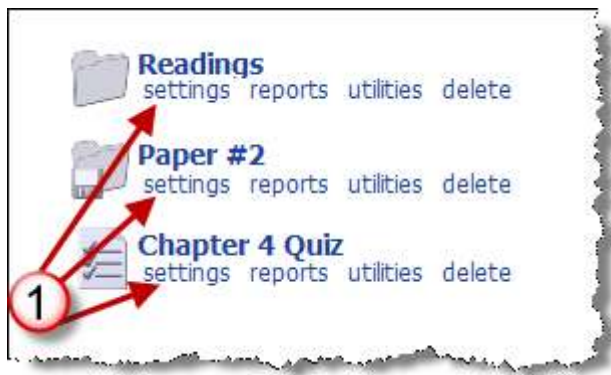 Readings
settings reports utilities delete
Paper #2
settings reports utilities delete
Chapter 4 Quiz
settings reports utilities delete
1